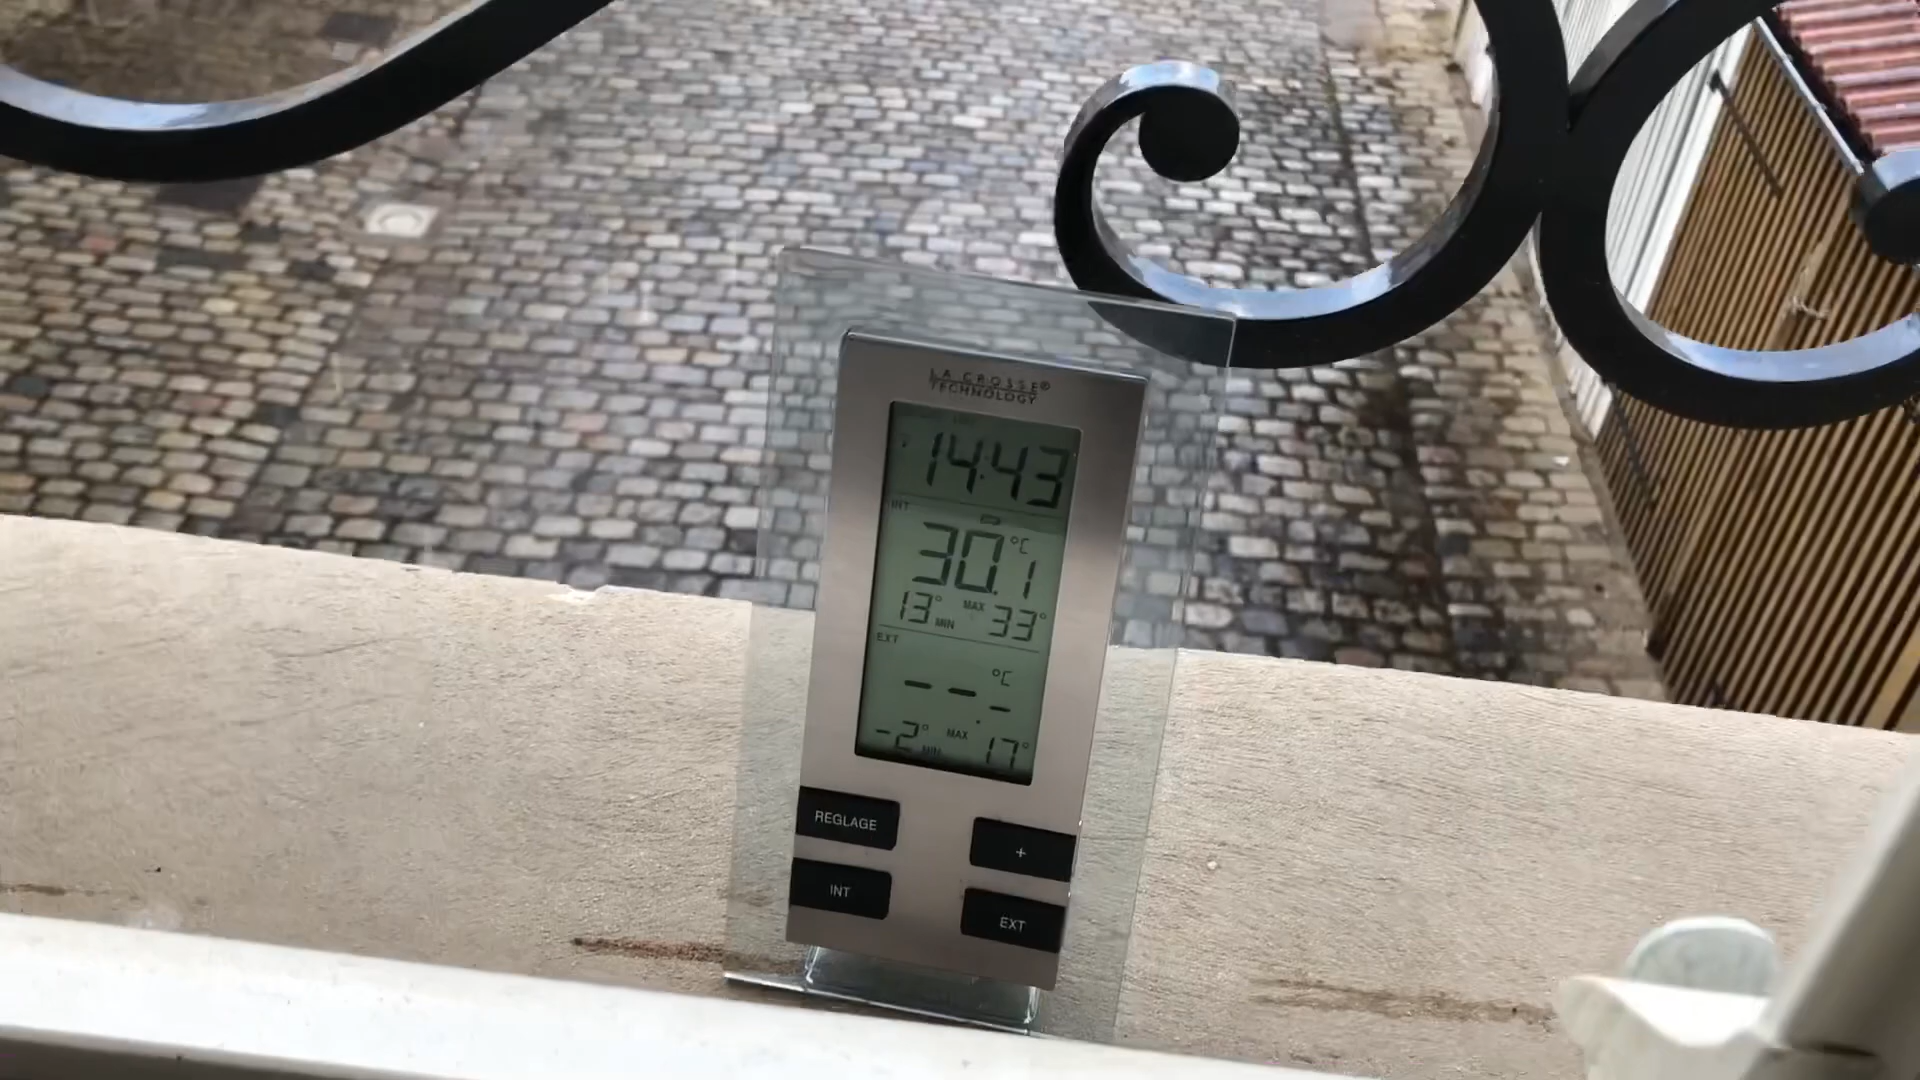 LA CROSSE®
TECHNOLOGY
14:43
INT
30.1 °C
13° MIN MAX 33°
EXT
-- .- °C
-2° MIN MAX 17°
REGLAGE
+
INT
EXT